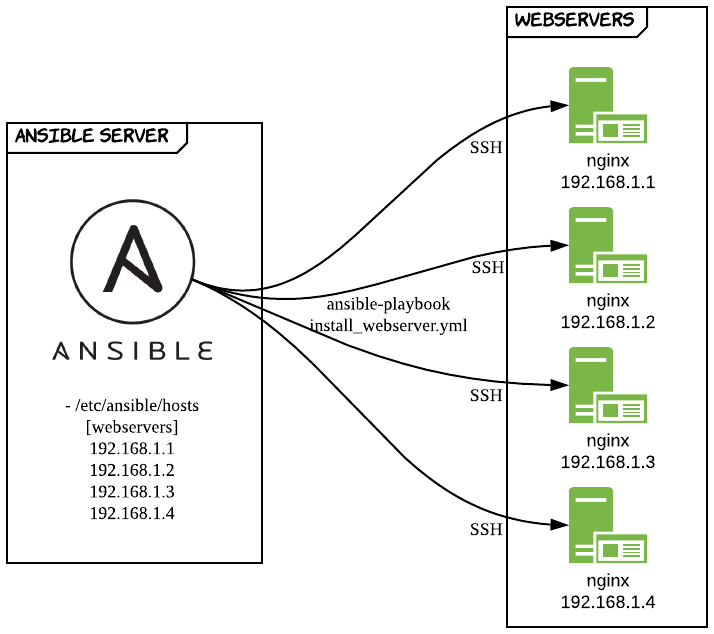 ANSIBLE SERVER
ANSIBLE
- /etc/ansible/hosts
[webservers]
192.168.1.1
192.168.1.2
192.168.1.3
192.168.1.4
ansible-playbook
install_webserver.yml
SSH
SSH
SSH
SSH
WEBSERVERS
nginx
192.168.1.1
nginx
192.168.1.2
nginx
192.168.1.3
nginx
192.168.1.4